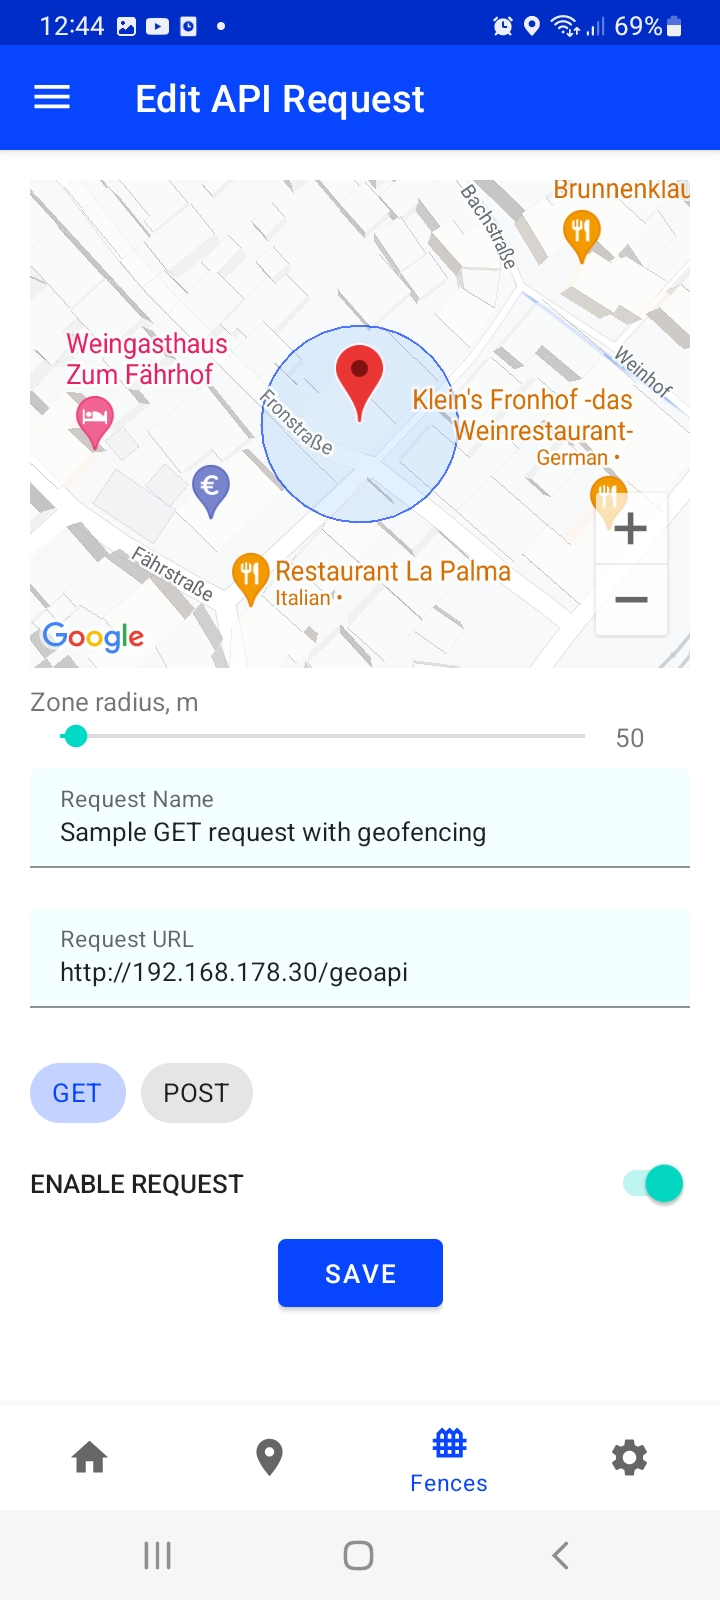 12:44
69%
Edit API Request
Brunnenklau
Bachstraße
Weingasthaus
Zum Fährhof
Weinhof
Fronstraße
Klein's Fronhof -das
Weinrestaurant-
German •
€
Fährstraße
Restaurant La Palma
Italian •
Google
Zone radius, m
50
Request Name
Sample GET request with geofencing
Request URL
http://192.168.178.30/geoapi
GET POST
ENABLE REQUEST
SAVE
Fences